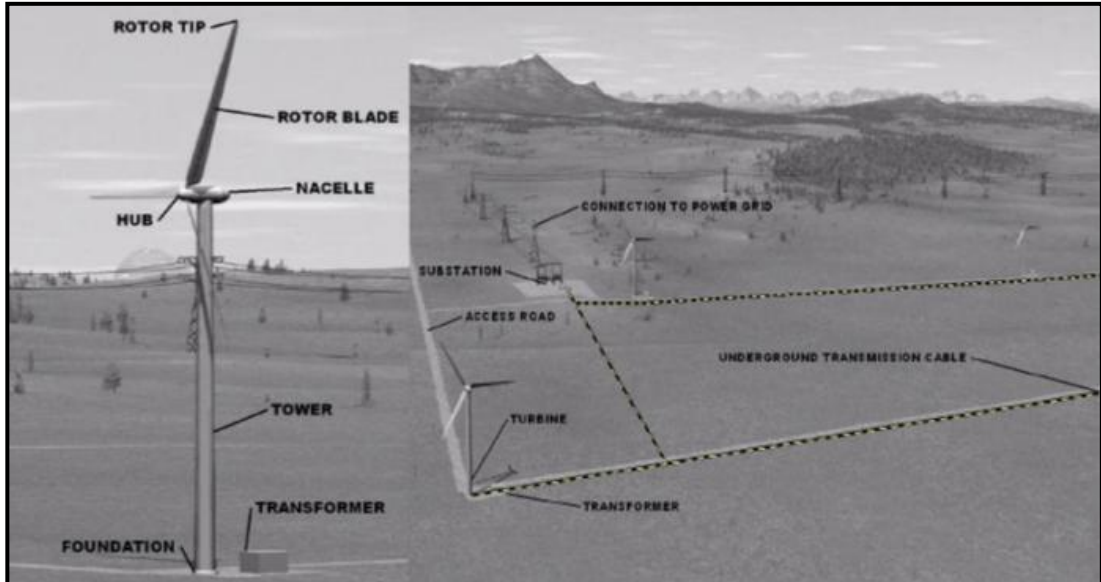 ROTOR TIP
ROTOR BLADE
NACELLE
HUB
TOWER
TRANSFORMER
FOUNDATION
CONNECTION TO POWER GRID
SUBSTATION
ACCESS ROAD
UNDERGROUND TRANSMISSION CABLE
TURBINE
TRANSFORMER